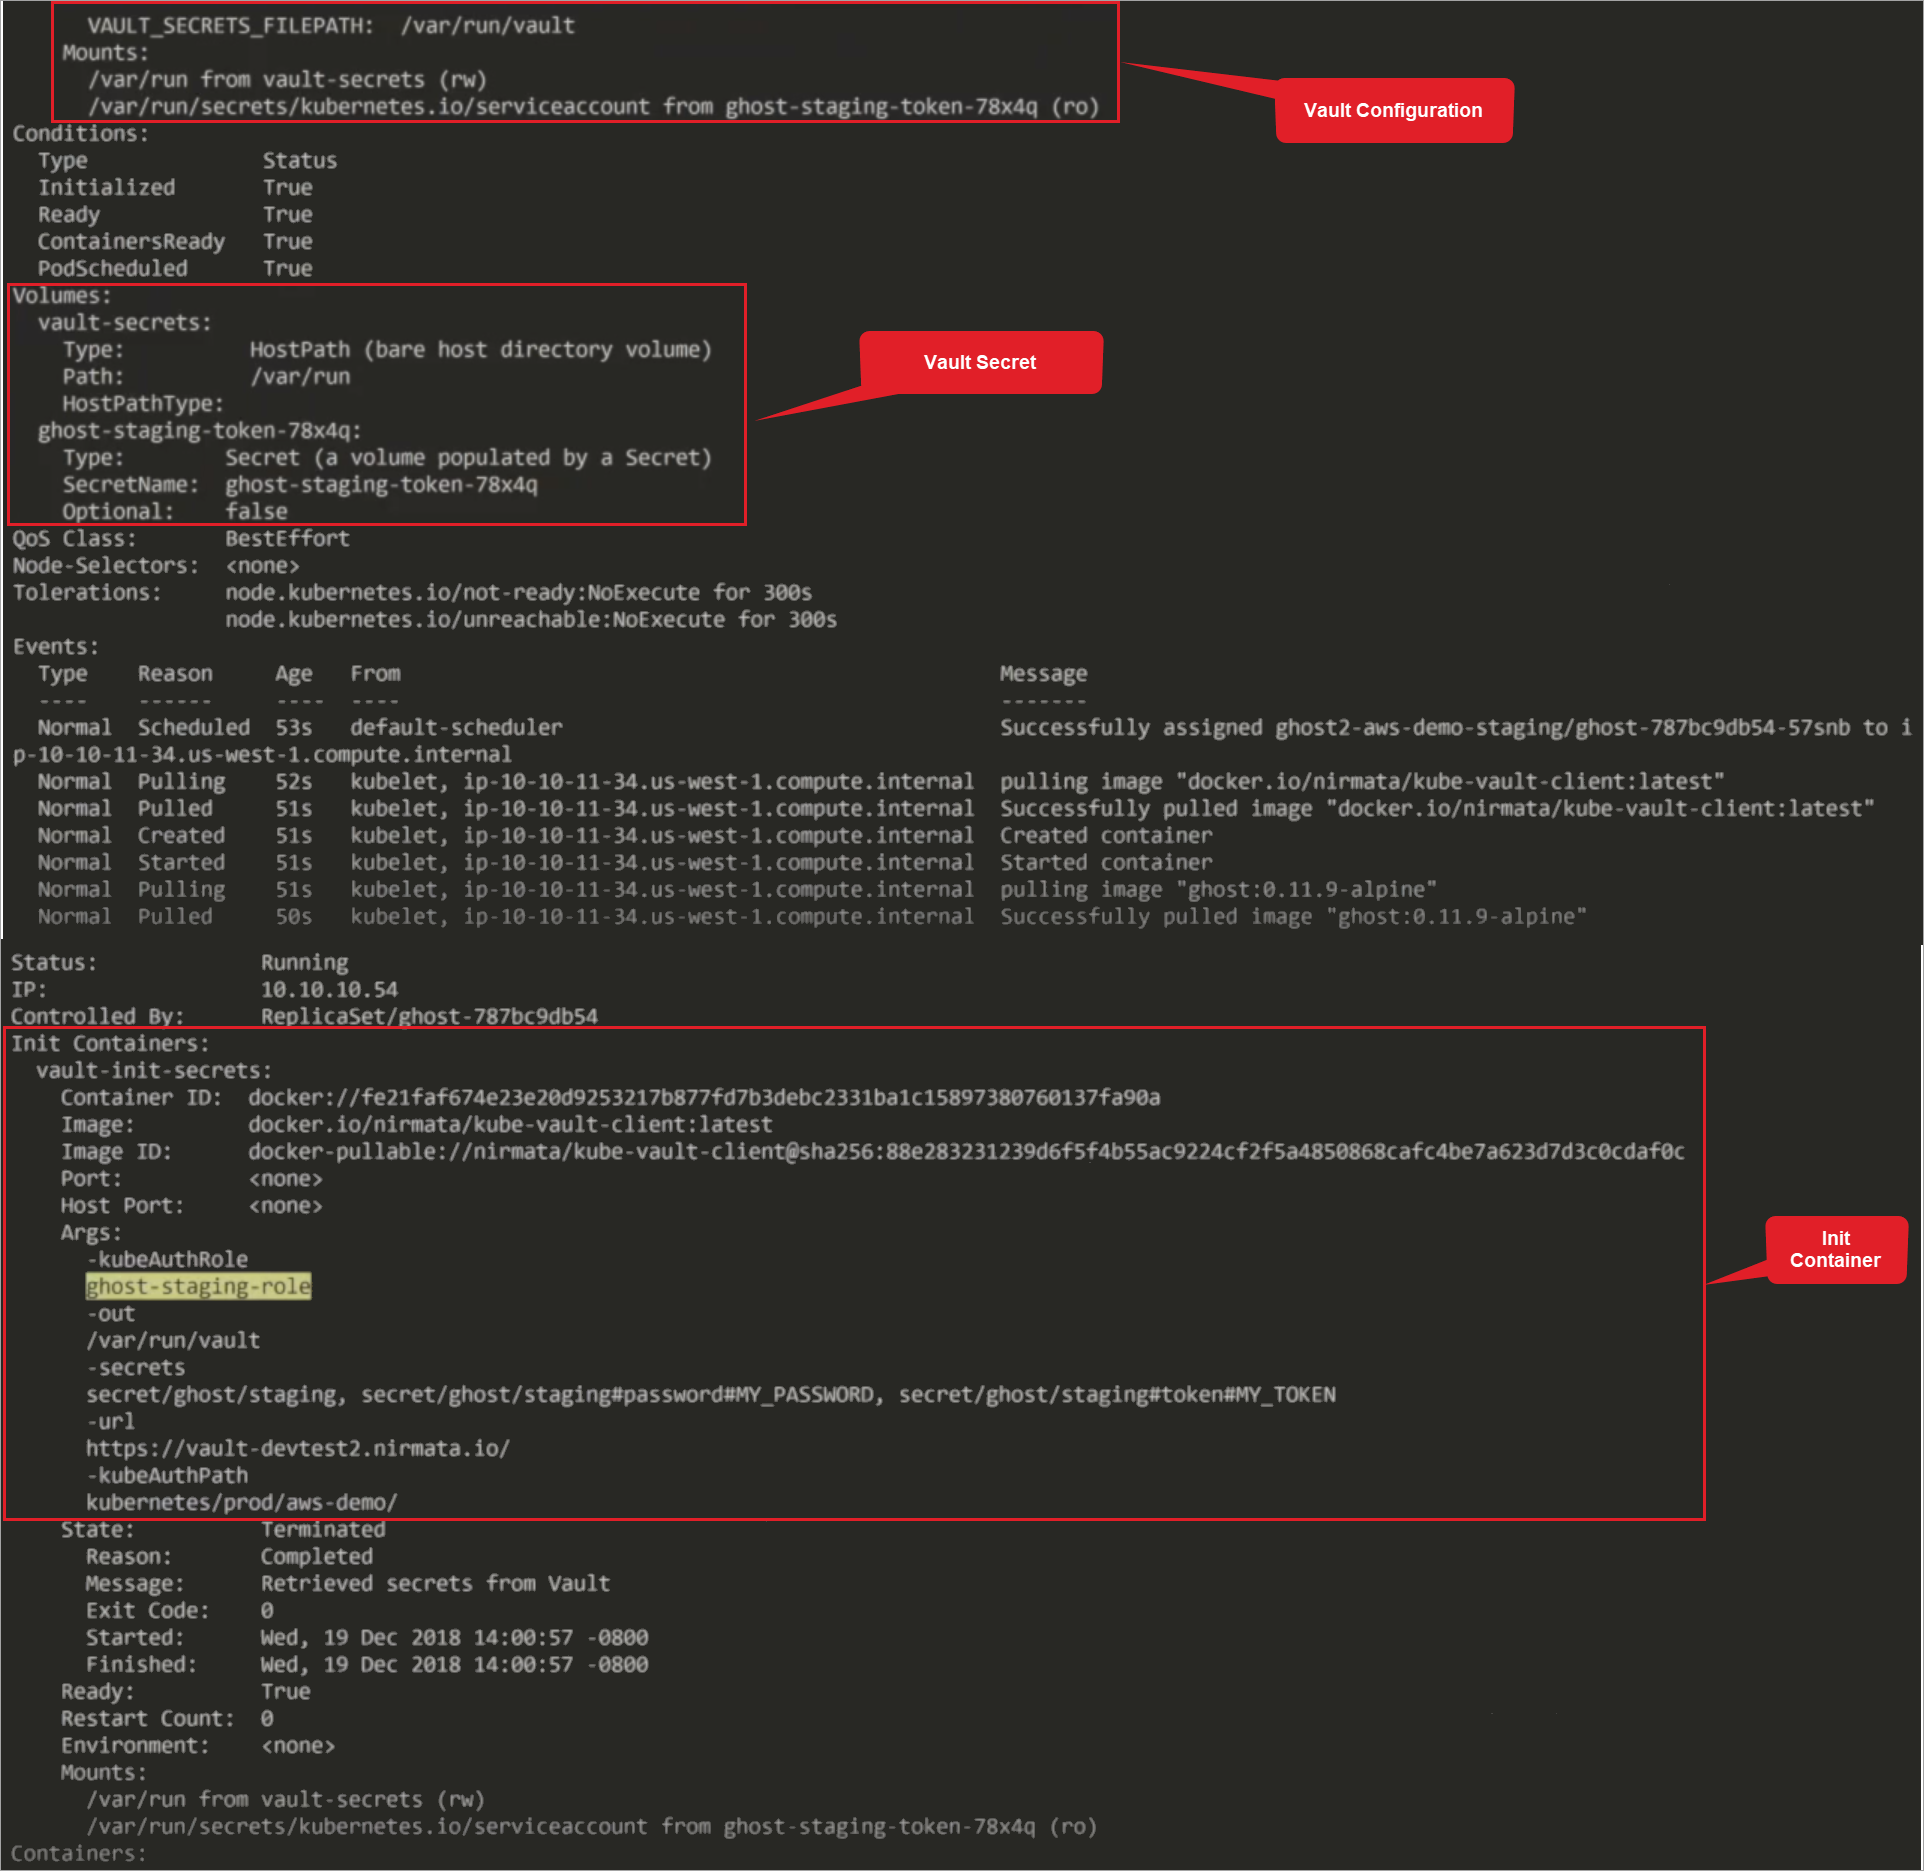 VAULT_SECRETS_FILEPATH:  /var/run/vault
Mounts:
/var/run from vault-secrets (rw)
/var/run/secrets/kubernetes.io/serviceaccount from ghost-staging-token-78x4q (ro)
Vault Configuration
Conditions:
Type Status
Initialized True
Ready True
ContainersReady True
PodScheduled True
Volumes:
vault-secrets:
Type: HostPath (bare host directory volume)
Path: /var/run
HostPathType:
ghost-staging-token-78x4q:
Type: Secret (a volume populated by a Secret)
SecretName: ghost-staging-token-78x4q
Optional: false
Vault Secret
QoS Class: BestEffort
Node-Selectors: <none>
Tolerations: node.kubernetes.io/not-ready:NoExecute for 300s
node.kubernetes.io/unreachable:NoExecute for 300s
Events:
Type Reason Age From Message
---- ------ ---- ---- -------
Normal Scheduled 53s default-scheduler Successfully assigned ghost2-aws-demo-staging/ghost-787bc9db54-57snb to i
p-10-10-11-34.us-west-1.compute.internal
Normal Pulling 52s kubelet, ip-10-10-11-34.us-west-1.compute.internal pulling image "docker.io/nirmata/kube-vault-client:latest"
Normal Pulled 51s kubelet, ip-10-10-11-34.us-west-1.compute.internal Successfully pulled image "docker.io/nirmata/kube-vault-client:latest"
Normal Created 51s kubelet, ip-10-10-11-34.us-west-1.compute.internal Created container
Normal Started 51s kubelet, ip-10-10-11-34.us-west-1.compute.internal Started container
Normal Pulling 51s kubelet, ip-10-10-11-34.us-west-1.compute.internal pulling image "ghost:0.11.9-alpine"
Normal Pulled 50s kubelet, ip-10-10-11-34.us-west-1.compute.internal Successfully pulled image "ghost:0.11.9-alpine"
Status: Running
IP: 10.10.10.54
Controlled By: ReplicaSet/ghost-787bc9db54
Init Containers:
vault-init-secrets:
Container ID: docker://fe21faf674e23e20d9253217b877fd7b3debc2331ba1c15897380760137fa90a
Image: docker.io/nirmata/kube-vault-client:latest
Image ID: docker-pullable://nirmata/kube-vault-client@sha256:88e283231239d6f5f4b55ac9224cf2f5a4850868cafc4be7a623d7d3c0cdaf0c
Port: <none>
Host Port: <none>
Args:
-kubeAuthRole
ghost-staging-role
-out
/var/run/vault
-secrets
secret/ghost/staging, secret/ghost/staging#password#MY_PASSWORD, secret/ghost/staging#token#MY_TOKEN
-url
https://vault-devtest2.nirmata.io/
-kubeAuthPath
kubernetes/prod/aws-demo/
Init
Container
State: Terminated
Reason: Completed
Message: Retrieved secrets from Vault
Exit Code: 0
Started: Wed, 19 Dec 2018 14:00:57 -0800
Finished: Wed, 19 Dec 2018 14:00:57 -0800
Ready: True
Restart Count: 0
Environment: <none>
Mounts:
/var/run from vault-secrets (rw)
/var/run/secrets/kubernetes.io/serviceaccount from ghost-staging-token-78x4q (ro)
Containers: